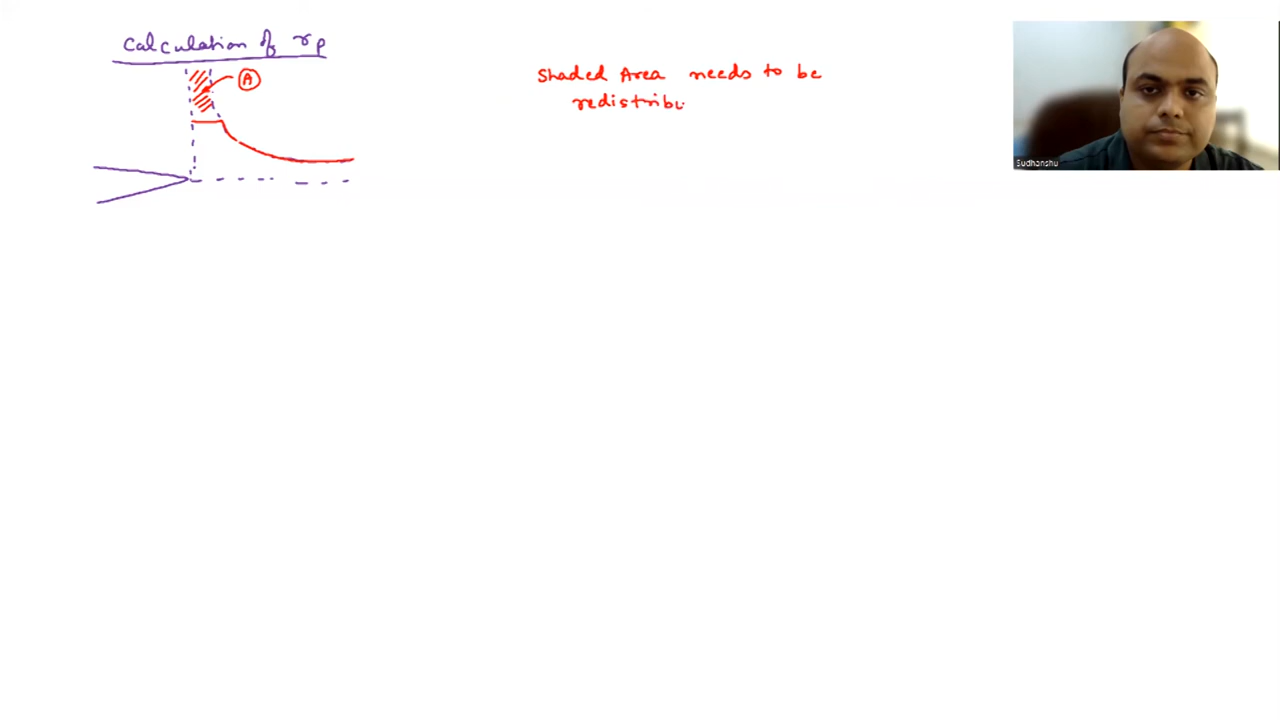 Calculation of rp
A
Shaded Area needs to be
redistribu
Sudhanshu